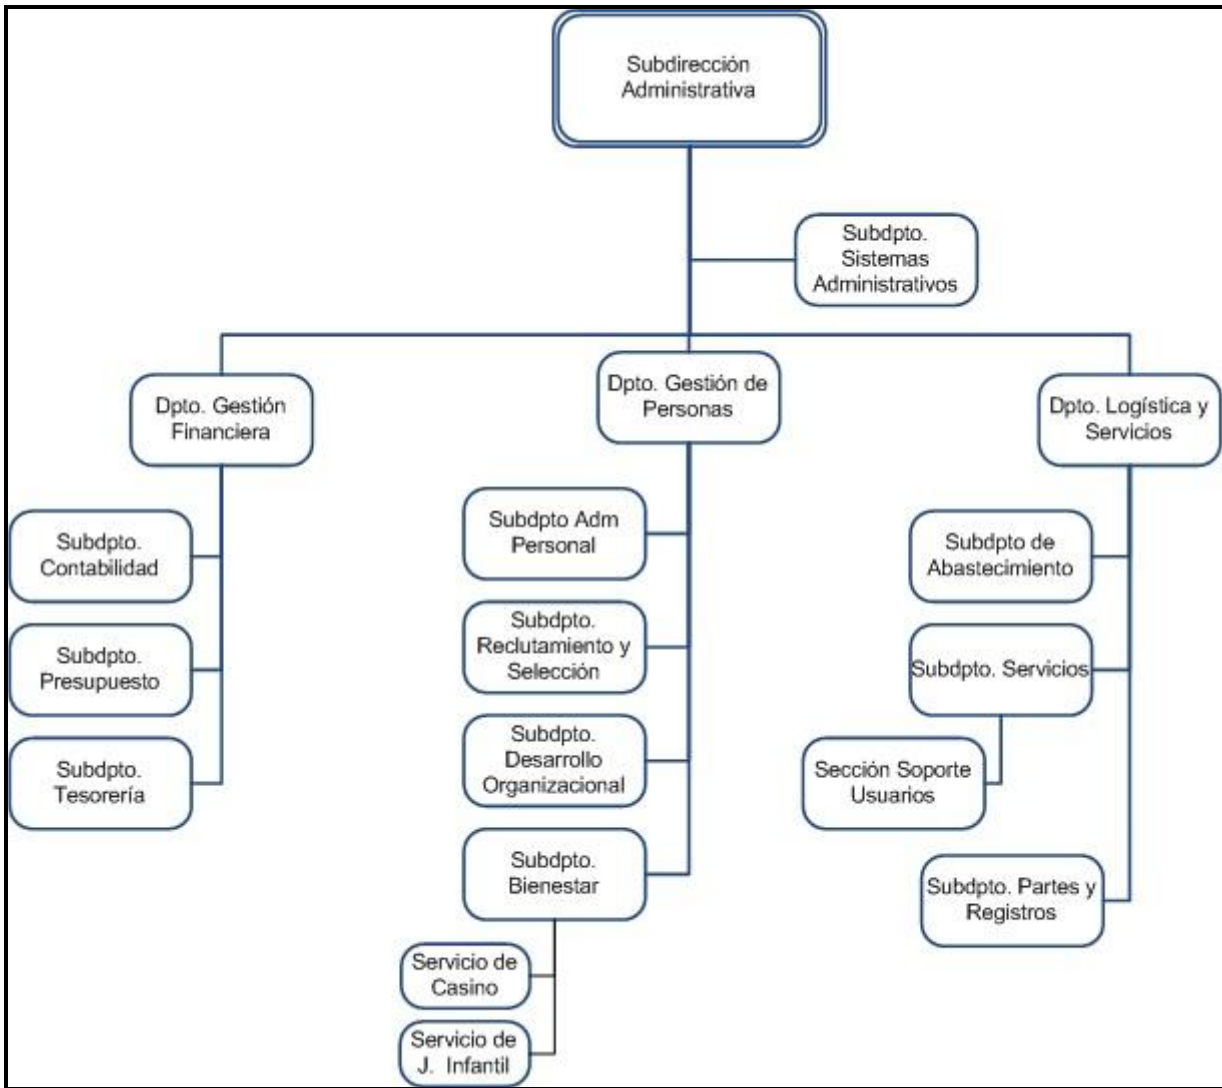 Subdirección
Administrativa
Subdpto.
Sistemas
Administrativos
Dpto. Gestión
Financiera
Dpto. Gestión de
Personas
Dpto. Logística y
Servicios
Subdpto.
Contabilidad
Subdpto.
Presupuesto
Subdpto.
Tesorería
Subdpto Adm
Personal
Subdpto.
Reclutamiento y
Selección
Subdpto.
Desarrollo
Organizacional
Subdpto.
Bienestar
Servicio de
Casino
Servicio de
J. Infantil
Subdpto de
Abastecimiento
Subdpto. Servicios
Sección Soporte
Usuarios
Subdpto. Partes y
Registros